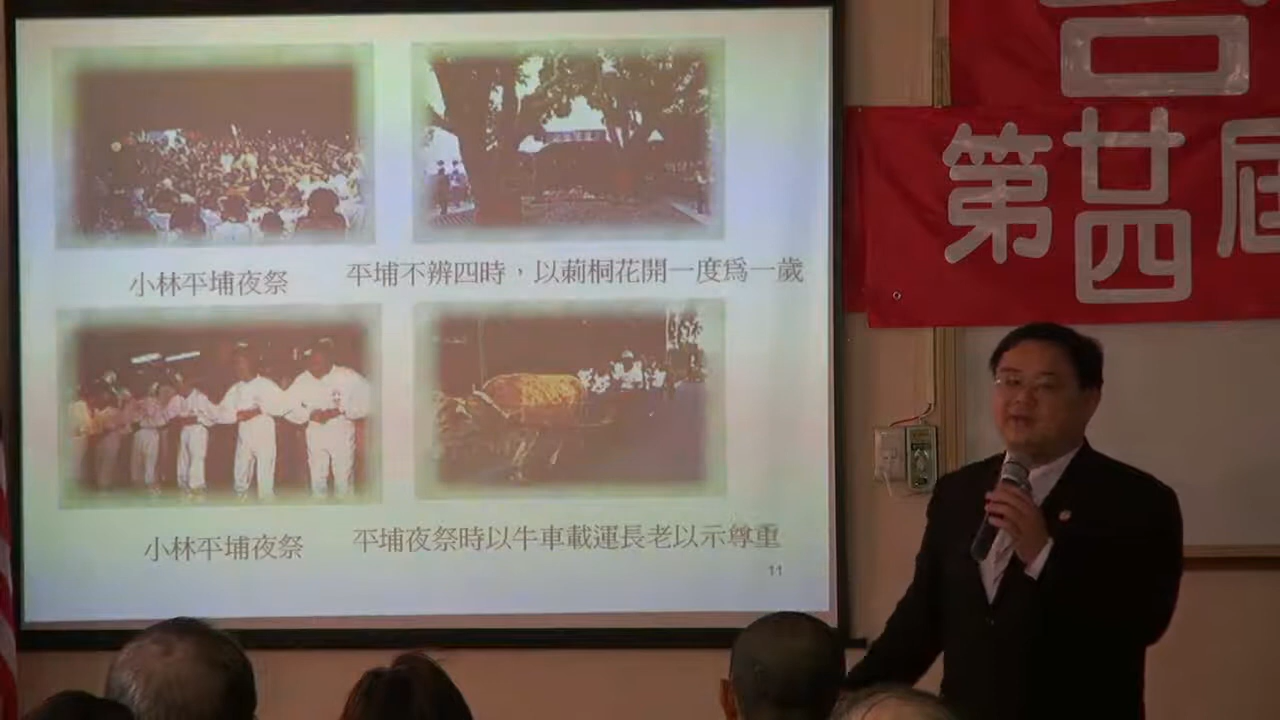 小林平埔夜祭
平埔不辨四時，以莿桐花開一度為一歲
小林平埔夜祭
平埔夜祭時以牛車載運長老以示尊重
11
第廿四屆